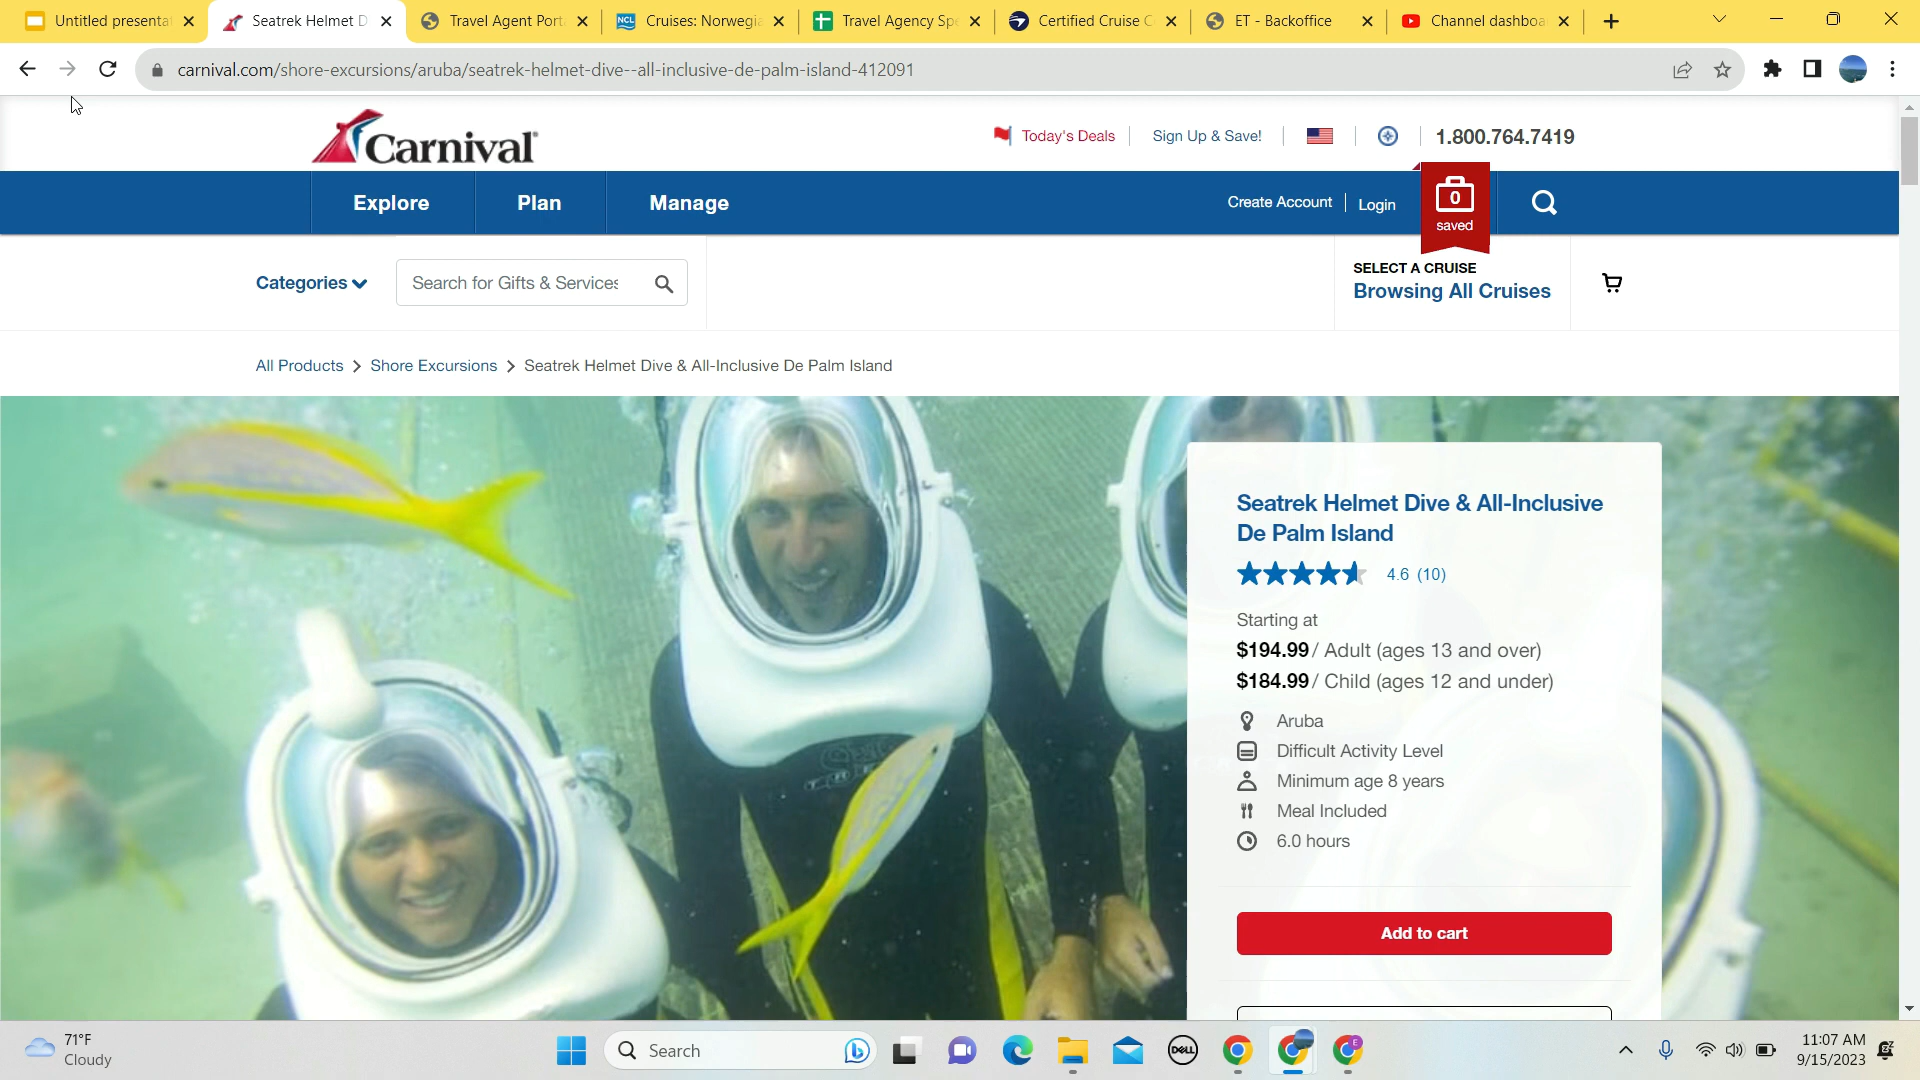 Untitled presenta
Seatrek Helmet D
Travel Agent Port
NCL
Cruises: Norwegia
Travel Agency Sp
Certified Cruise C
ET - Backoffice
Channel dashboa
carnival.com/shore-excursions/aruba/seatrek-helmet-dive--all-inclusive-de-palm-island-412091
Carnival
Today's Deals
Sign Up & Save!
1.800.764.7419
Explore
Plan
Manage
Create Account
Login
0
saved
Categories
Search for Gifts & Services
SELECT A CRUISE
Browsing All Cruises
All Products > Shore Excursions > Seatrek Helmet Dive & All-Inclusive De Palm Island
Seatrek Helmet Dive & All-Inclusive
De Palm Island
4.6 (10)
Starting at
$194.99/ Adult (ages 13 and over)
$184.99/ Child (ages 12 and under)
Aruba
Difficult Activity Level
Minimum age 8 years
Meal Included
6.0 hours
Add to cart
71°F
Cloudy
Search
DELL
E
11:07 AM
9/15/2023